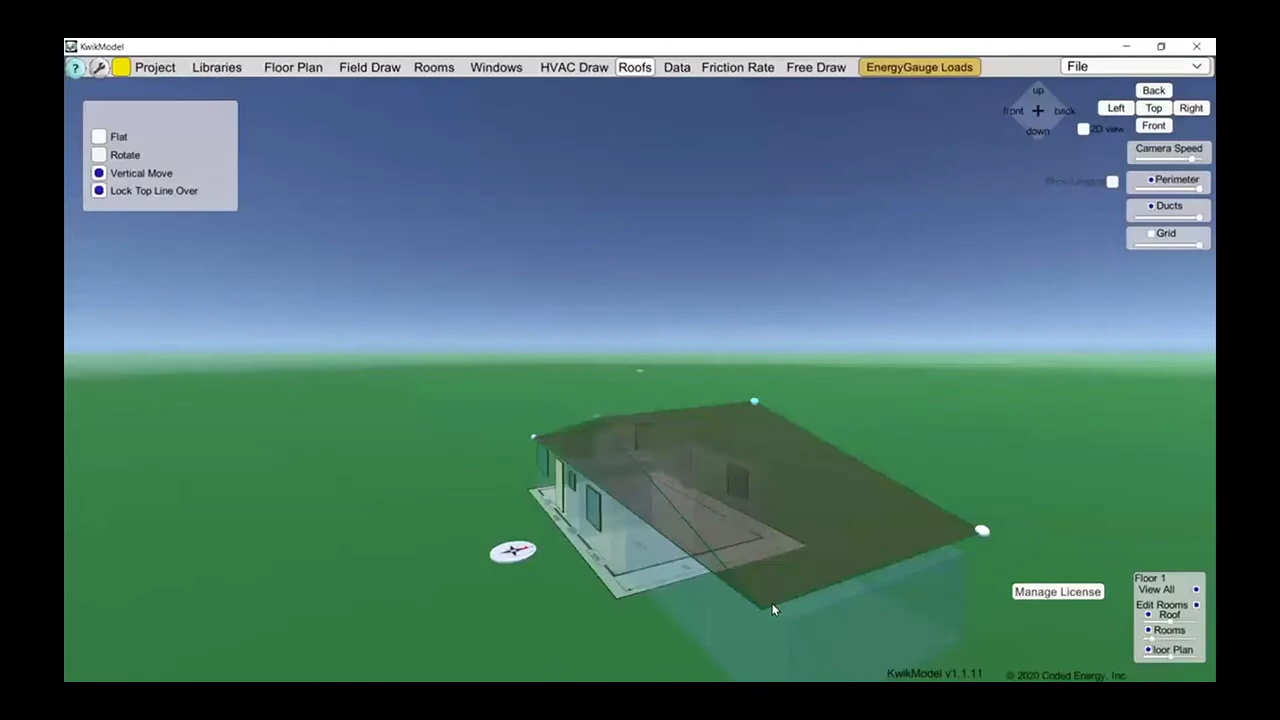 KwikModel
Project Libraries Floor Plan Field Draw Rooms Windows HVAC Draw Roofs Data Friction Rate Free Draw EnergyGauge Loads File
Flat
Rotate
Vertical Move
Lock Top Line Over
up
front back
down
Back
Left Top Right
Front
2D view
Camera Speed
Perimeter
Ducts
Grid
Manage License
Floor 1
View All
Edit Rooms
Roof
Rooms
loor Plan
KwikModel v1.1.11
© 2020 Coded Energy, Inc